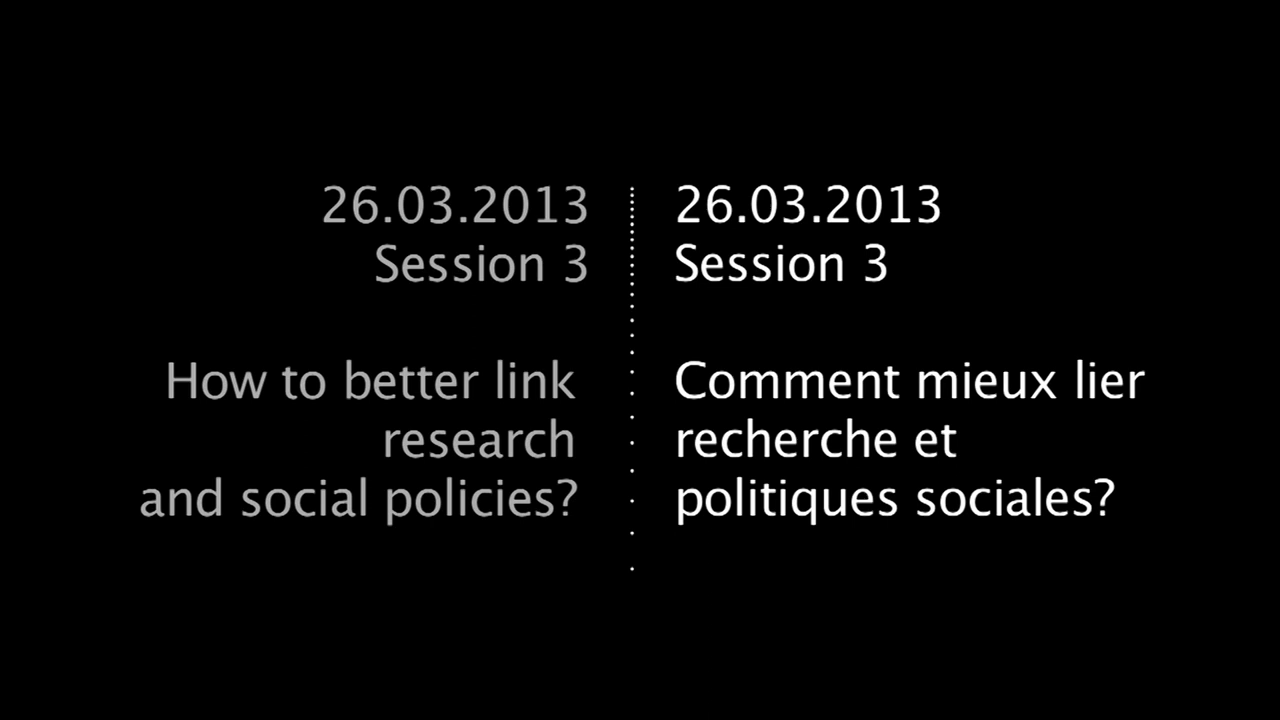 26.03.2013
Session 3
How to better link
research
and social policies?
26.03.2013
Session 3
Comment mieux lier
recherche et
politiques sociales?